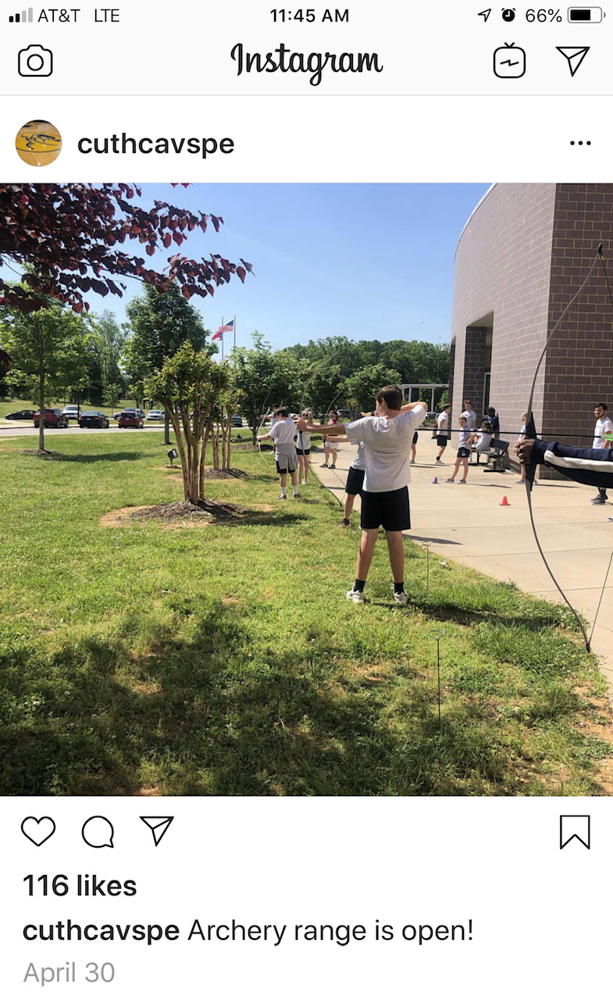 AT&T LTE 11:45 AM 66%
Instagram
cuthcavspe
116 likes
cuthcavspe Archery range is open!
April 30